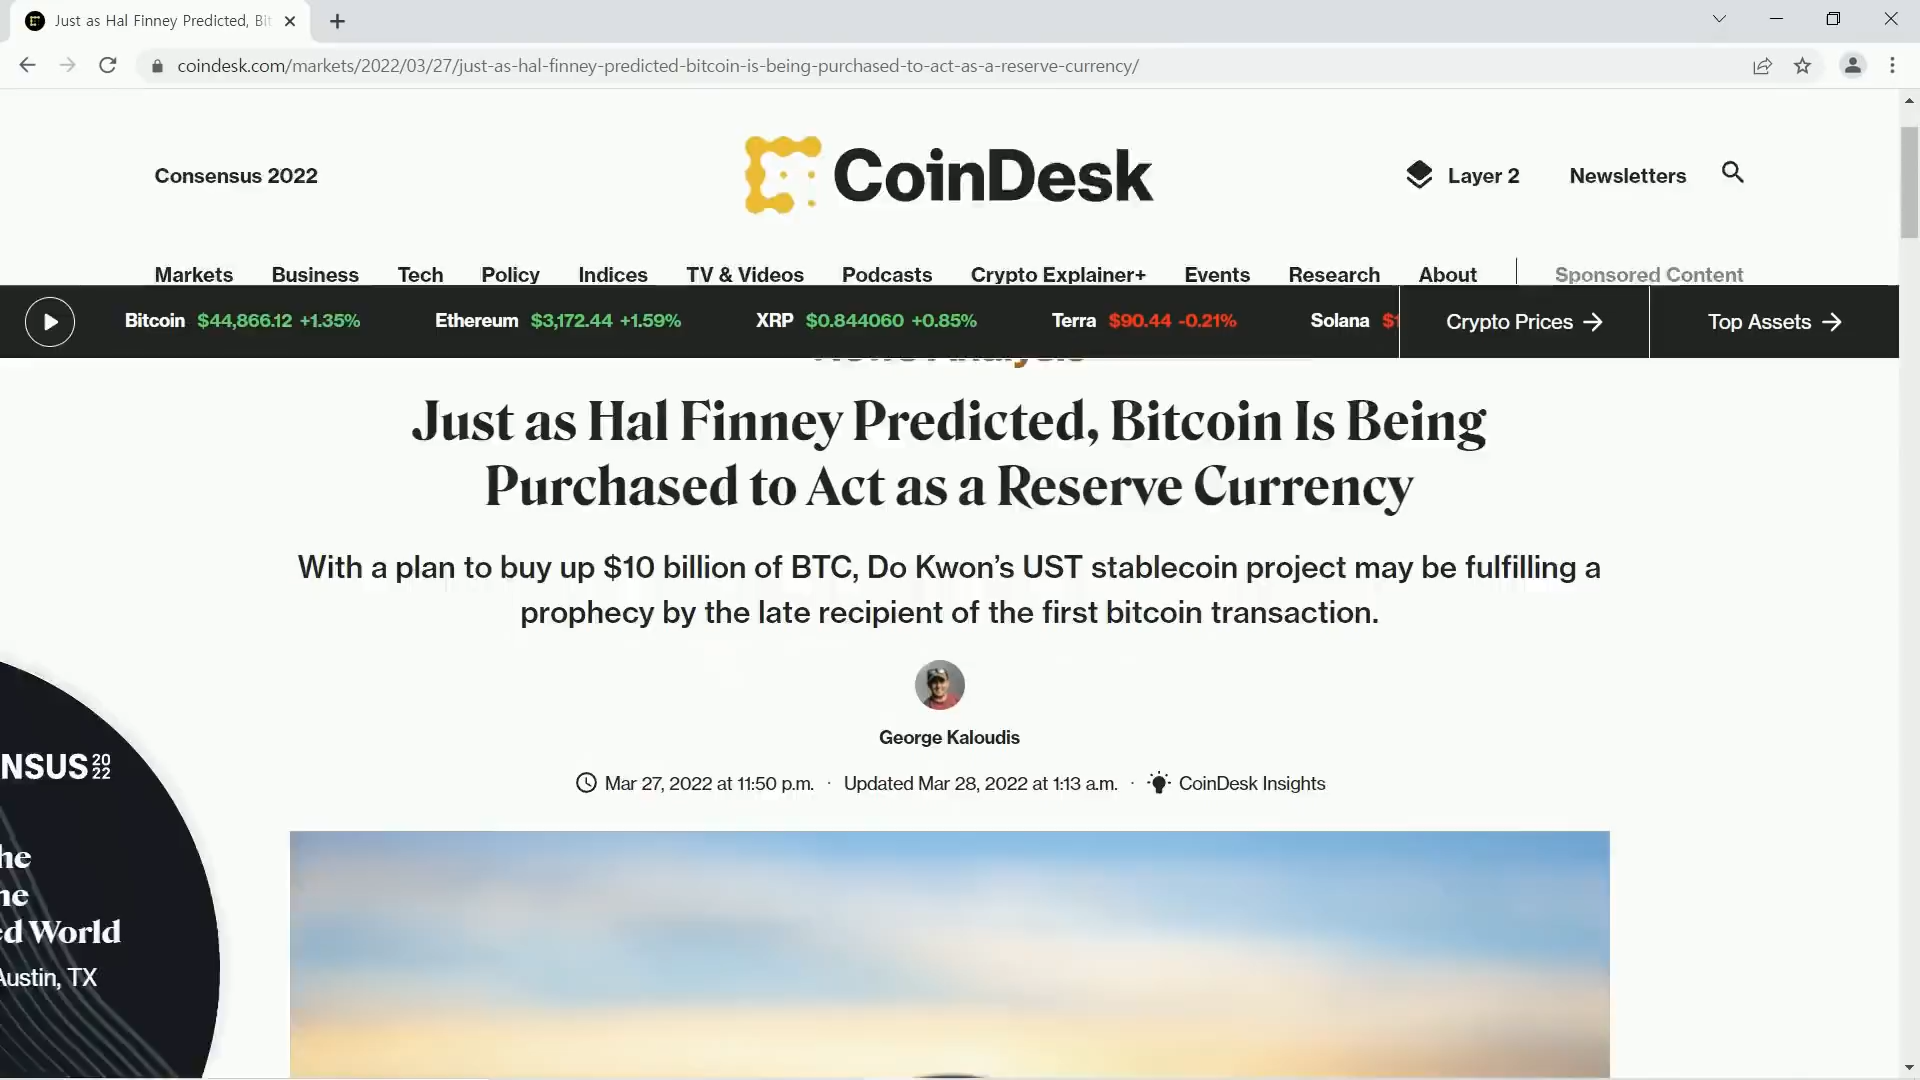 Just as Hal Finney Predicted, Bit
coindesk.com/markets/2022/03/27/just-as-hal-finney-predicted-bitcoin-is-being-purchased-to-act-as-a-reserve-currency/
Consensus 2022
CoinDesk
Layer 2
Newsletters
Markets Business Tech Policy Indices TV & Videos Podcasts Crypto Explainer+ Events Research About Sponsored Content
Bitcoin $44,866.12 +1.35% Ethereum $3,172.44 +1.59% XRP $0.844060 +0.85% Terra $90.44 -0.21% Solana $1
Crypto Prices →
Top Assets →
News Analysis
Just as Hal Finney Predicted, Bitcoin Is Being
Purchased to Act as a Reserve Currency
With a plan to buy up $10 billion of BTC, Do Kwon’s UST stablecoin project may be fulfilling a
prophecy by the late recipient of the first bitcoin transaction.
George Kaloudis
Mar 27, 2022 at 11:50 p.m. · Updated Mar 28, 2022 at 1:13 a.m. · CoinDesk Insights
NSUS 2022
he
ne
ed World
Austin, TX